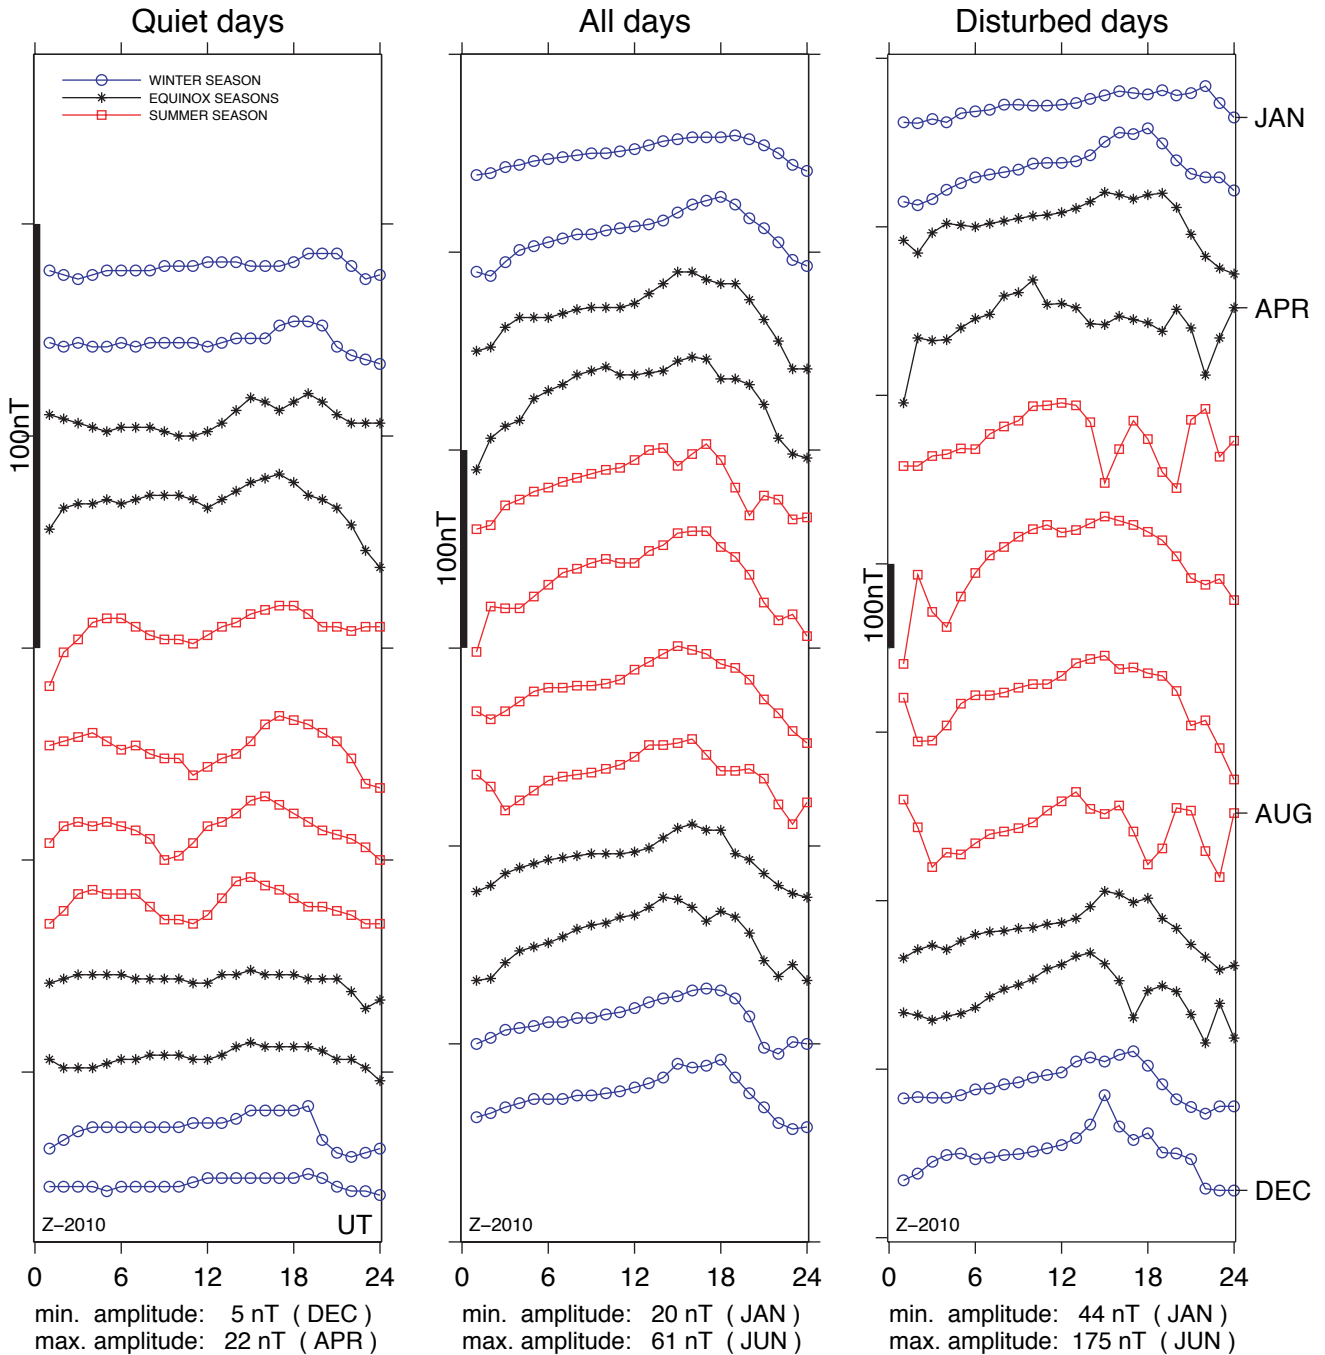 Quiet days
All days
Disturbed days
WINTER SEASON
EQUINOX SEASONS
SUMMER SEASON
JAN
APR
AUG
DEC
100nT
100nT
100nT
Z−2010
UT
Z−2010
Z−2010
0 6 12 18 24
0 6 12 18 24
0 6 12 18 24
min. amplitude: 5 nT ( DEC )
max. amplitude: 22 nT ( APR )
min. amplitude: 20 nT ( JAN )
max. amplitude: 61 nT ( JUN )
min. amplitude: 44 nT ( JAN )
max. amplitude: 175 nT ( JUN )